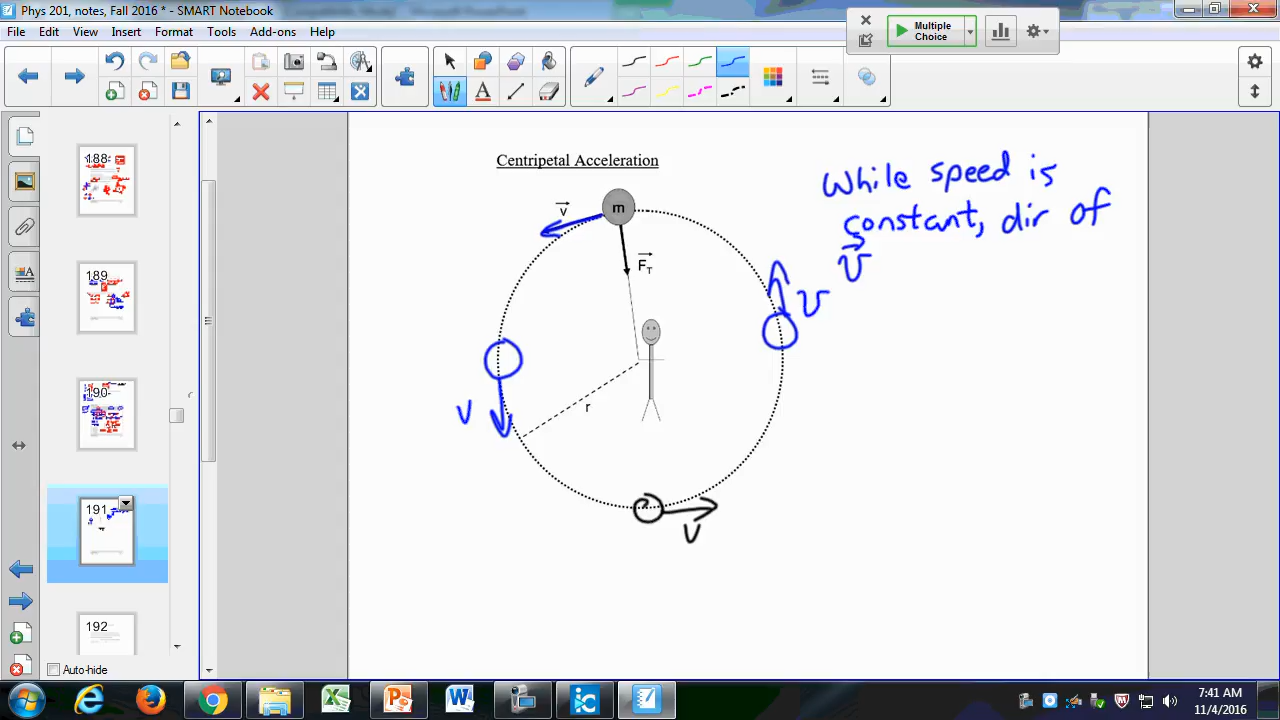 Phys 201, notes, Fall 2016 * - SMART Notebook
File Edit View Insert Format Tools Add-ons Help
Multiple
Choice
188
189
190
191
192
Auto-hide
Centripetal Acceleration
v
m
F_T
r
v
v
v
While speed is
constant, dir of
v
7:41 AM
11/4/2016